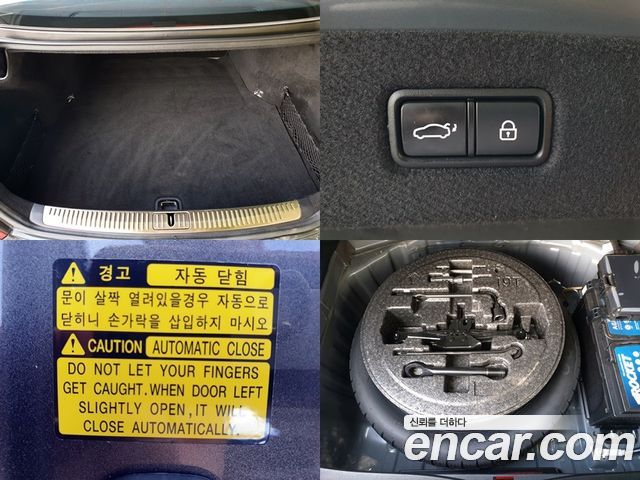 경고 자동 닫힘
문이 살짝 열려있을경우 자동으로
닫히니 손가락을 삽입하지 마시오
CAUTION AUTOMATIC CLOSE
DO NOT LET YOUR FINGERS
GET CAUGHT.WHEN DOOR LEFT
SLIGHTLY OPEN,IT WILL
CLOSE AUTOMATICALLY.
19T
ROCKET
신뢰를 더하다
encar.com